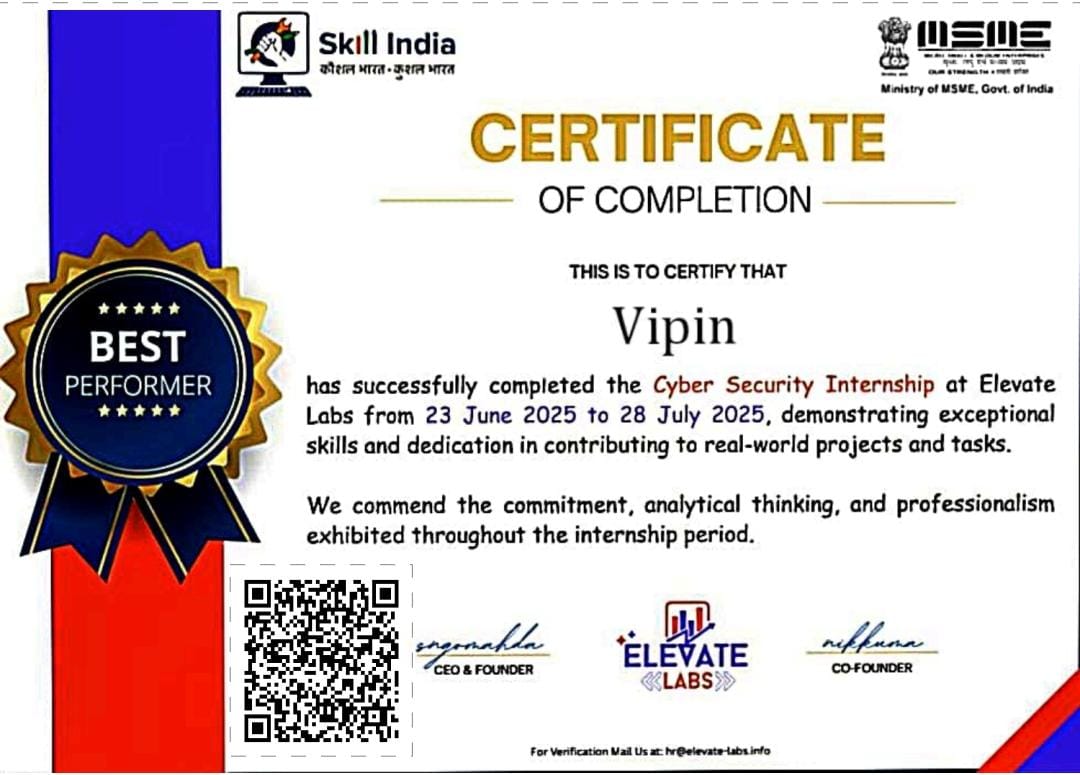 Skill India
कौशल भारत - कुशल भारत
MSME
OUR STRENGTH
Ministry of MSME, Govt. of India
CERTIFICATE
OF COMPLETION
THIS IS TO CERTIFY THAT
Vipin
★★★★★
BEST
PERFORMER
★★★★★
has successfully completed the Cyber Security Internship at Elevate
Labs from 23 June 2025 to 28 July 2025, demonstrating exceptional
skills and dedication in contributing to real-world projects and tasks.
We commend the commitment, analytical thinking, and professionalism
exhibited throughout the internship period.
CEO & FOUNDER
ELEVATE
LABS
CO-FOUNDER
For Verification Mail Us at: hr@elevate-labs.info